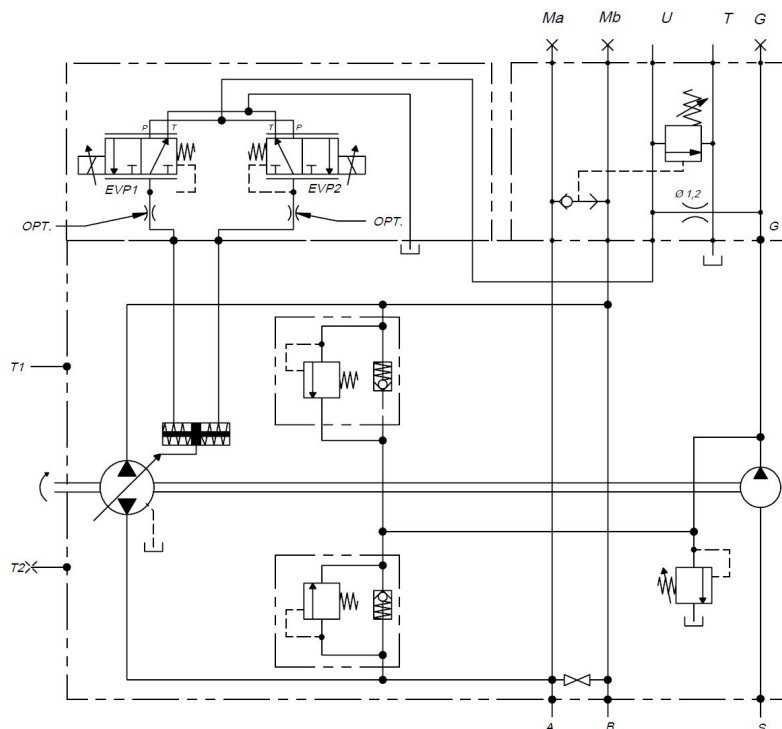 Ma Mb U T G
P T T P
EVP1 EVP2
OPT. OPT.
Ø 1,2
G
T1
T2
A B S